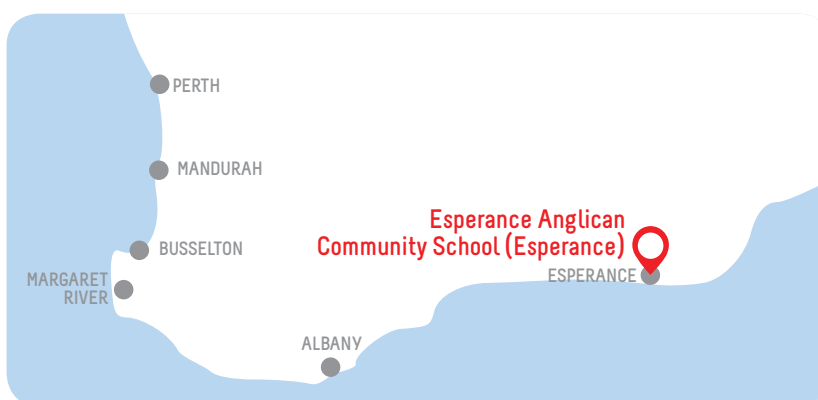 PERTH
MANDURAH
Esperance Anglican
Community School (Esperance)
BUSSELTON
ESPERANCE
MARGARET
RIVER
ALBANY